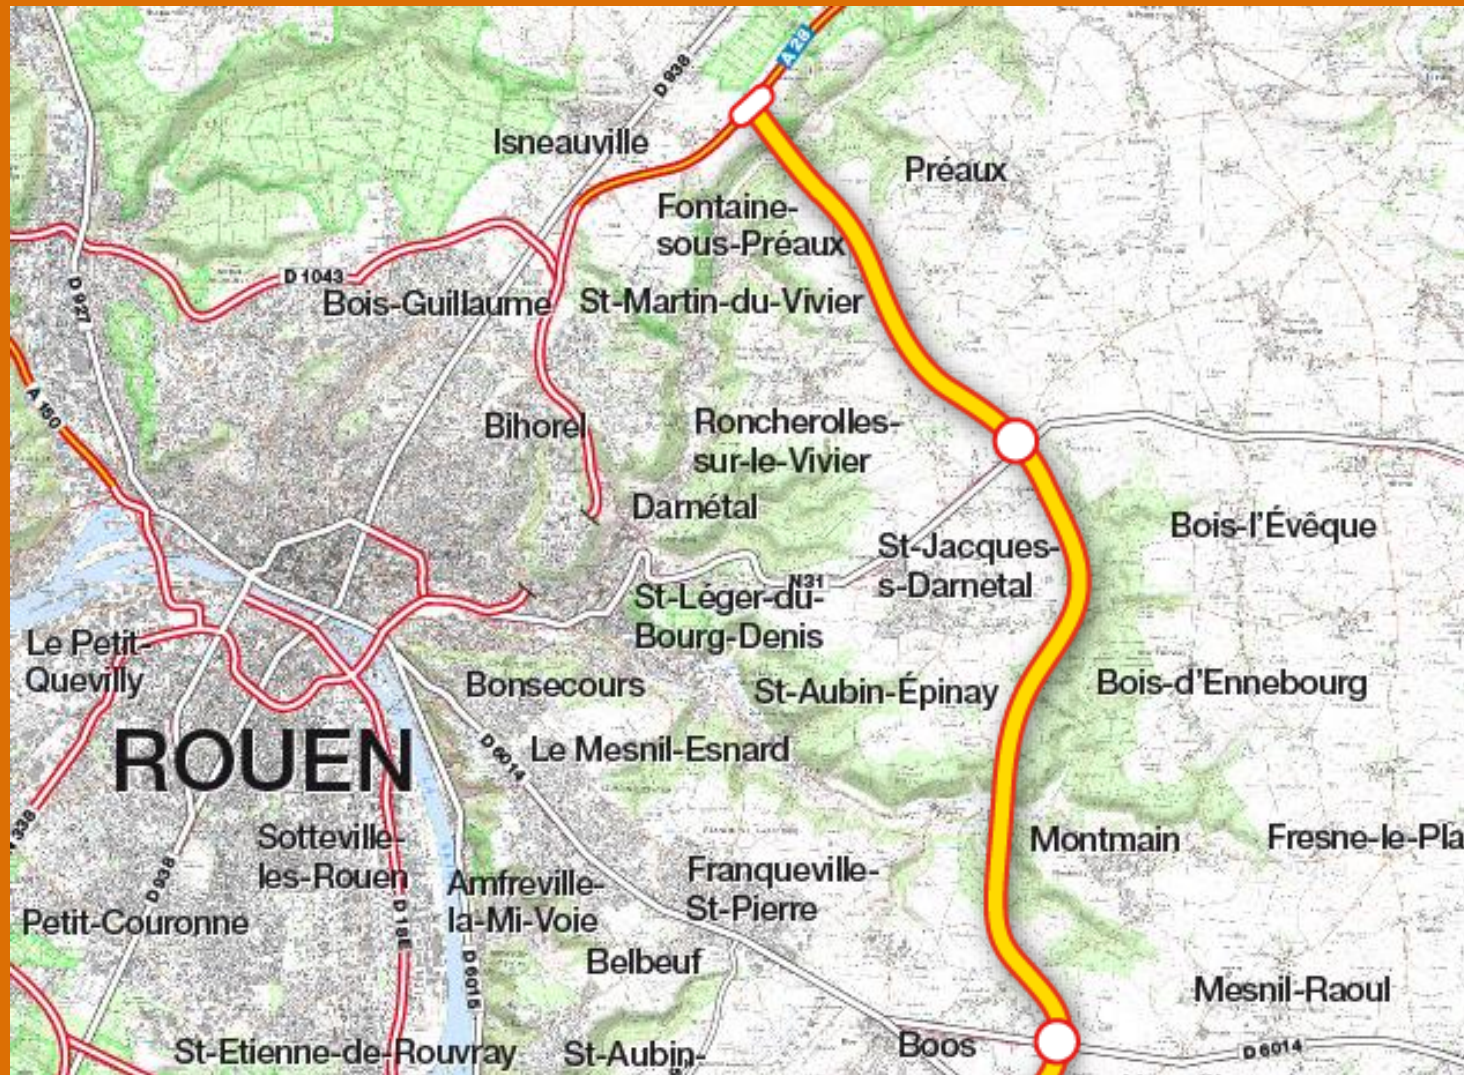 A 28
D 938
Isneauville
Préaux
Fontaine-
sous-Préaux
D 1043
Bois-Guillaume
St-Martin-du-Vivier
D 927
A 150
Bihorel
Roncherolles-
sur-le-Vivier
Darnétal
Bois-l'Évêque
St-Jacques-
s-Darnetal
N31
St-Léger-du-
Bourg-Denis
Le Petit-
Quevilly
Bonsecours
St-Aubin-Épinay
Bois-d'Ennebourg
ROUEN
D 6014
Le Mesnil-Esnard
338
Sotteville-
les-Rouen
Montmain
Fresne-le-Pla
D 938
Amfreville-
la-Mi-Voie
Franqueville-
St-Pierre
Petit-Couronne
D 18E
Belbeuf
D 6015
Mesnil-Raoul
St-Etienne-de-Rouvray
St-Aubin-
Boos
D 6014